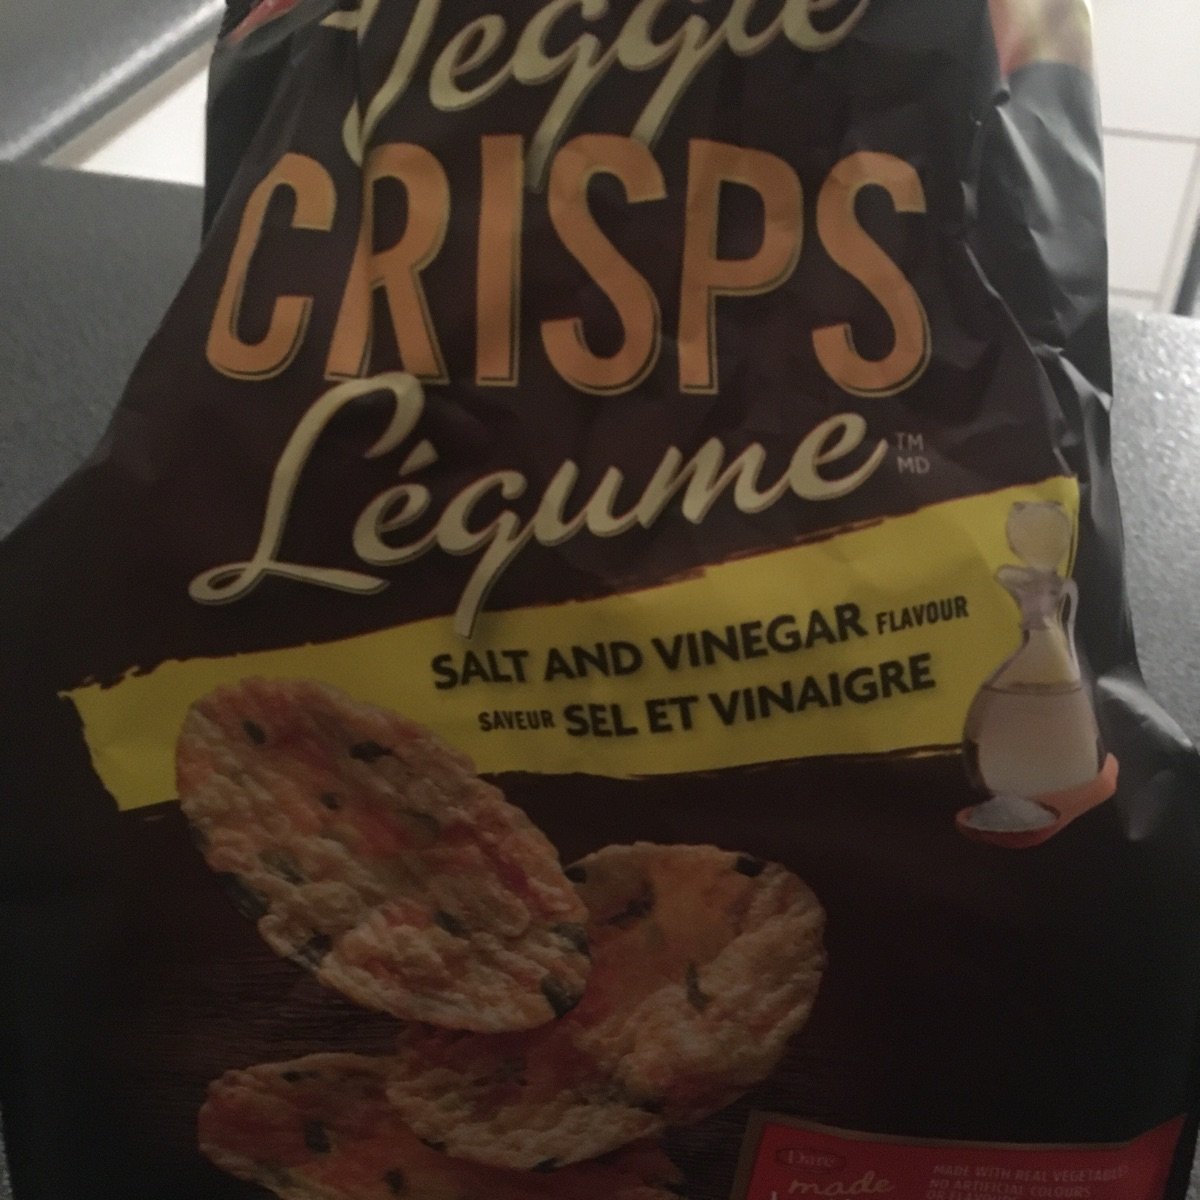 Veggie
CRISPS
Légume
TM
MD
SALT AND VINEGAR FLAVOUR
SAVEUR SEL ET VINAIGRE
Dare
made
MADE WITH REAL VEGETABLES
NO ARTIFICIAL COLOURS